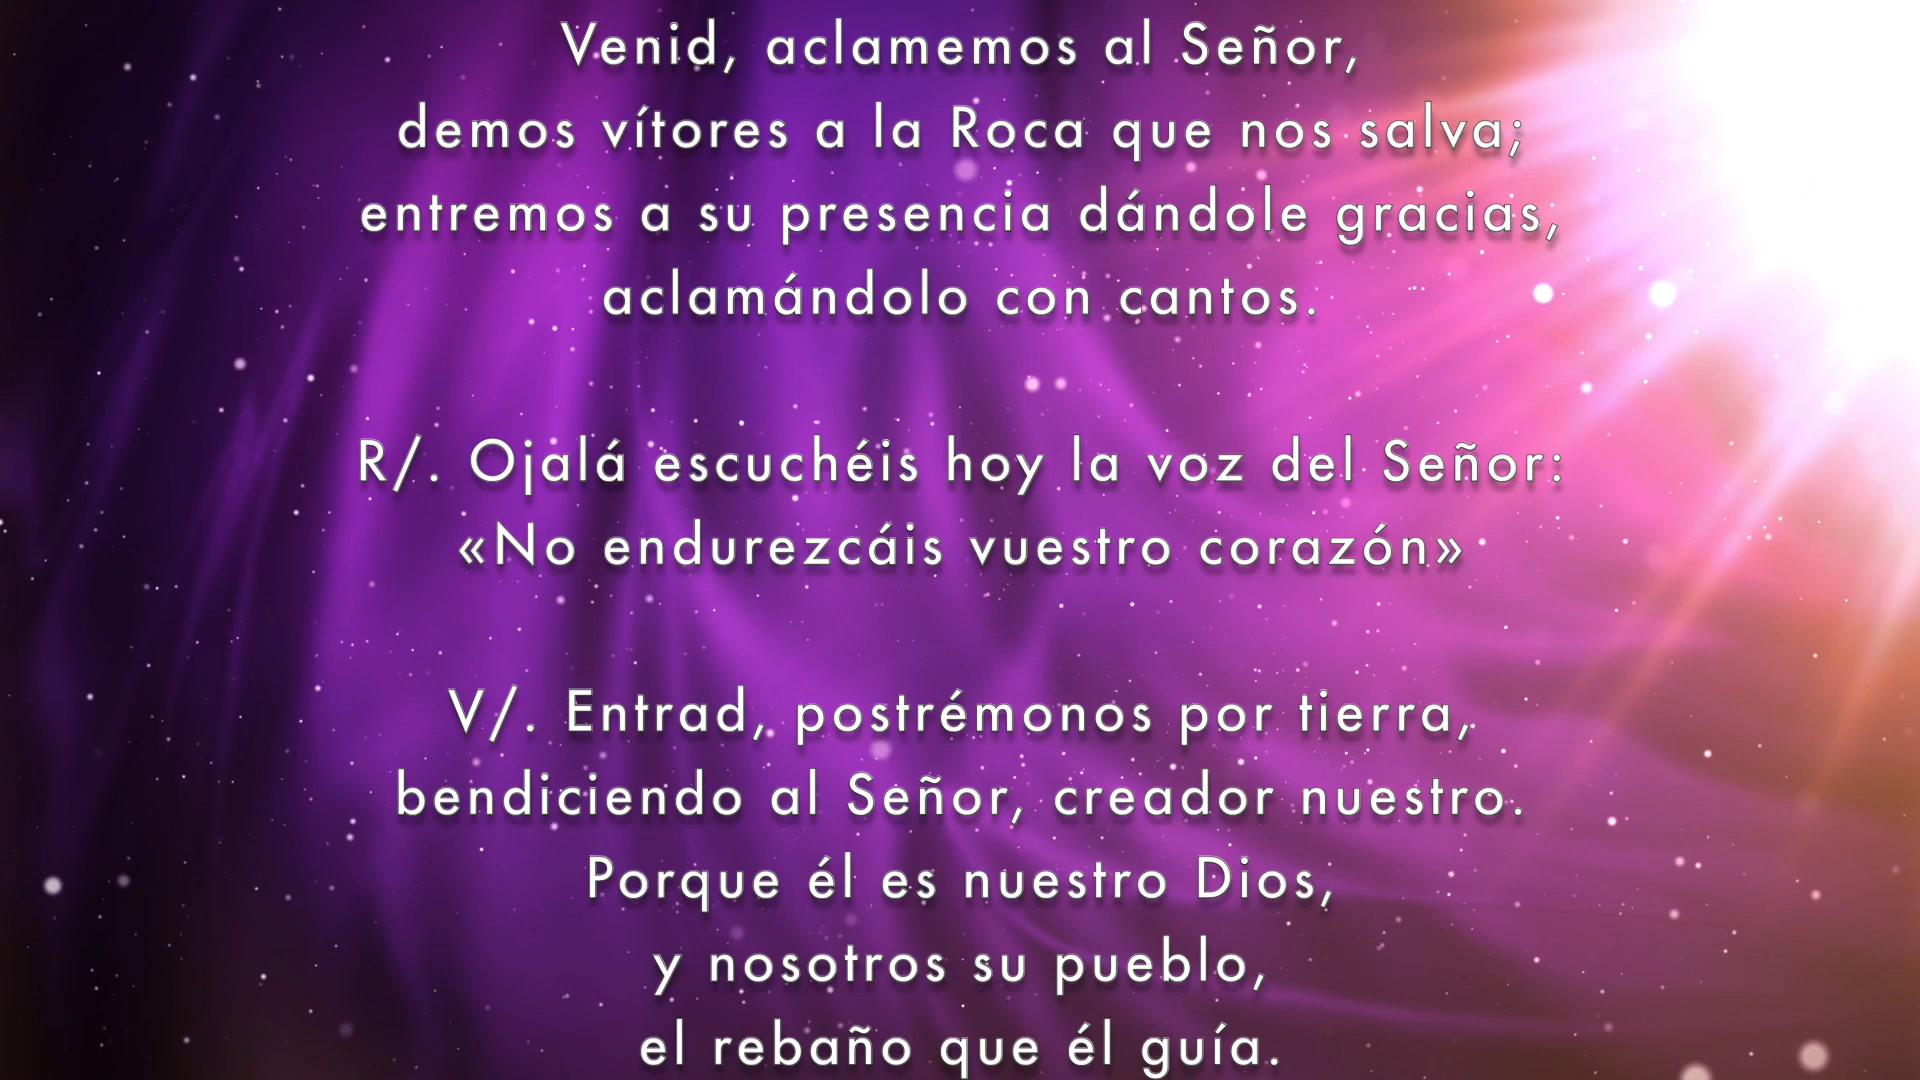 Venid, aclamemos al Señor,
demos vítores a la Roca que nos salva;
entremos a su presencia dándole gracias,
aclamándolo con cantos.
R/. Ojalá escuchéis hoy la voz del Señor:
«No endurezcáis vuestro corazón»
V/. Entrad, postrémonos por tierra,
bendiciendo al Señor, creador nuestro.
Porque él es nuestro Dios,
y nosotros su pueblo,
el rebaño que él guía.